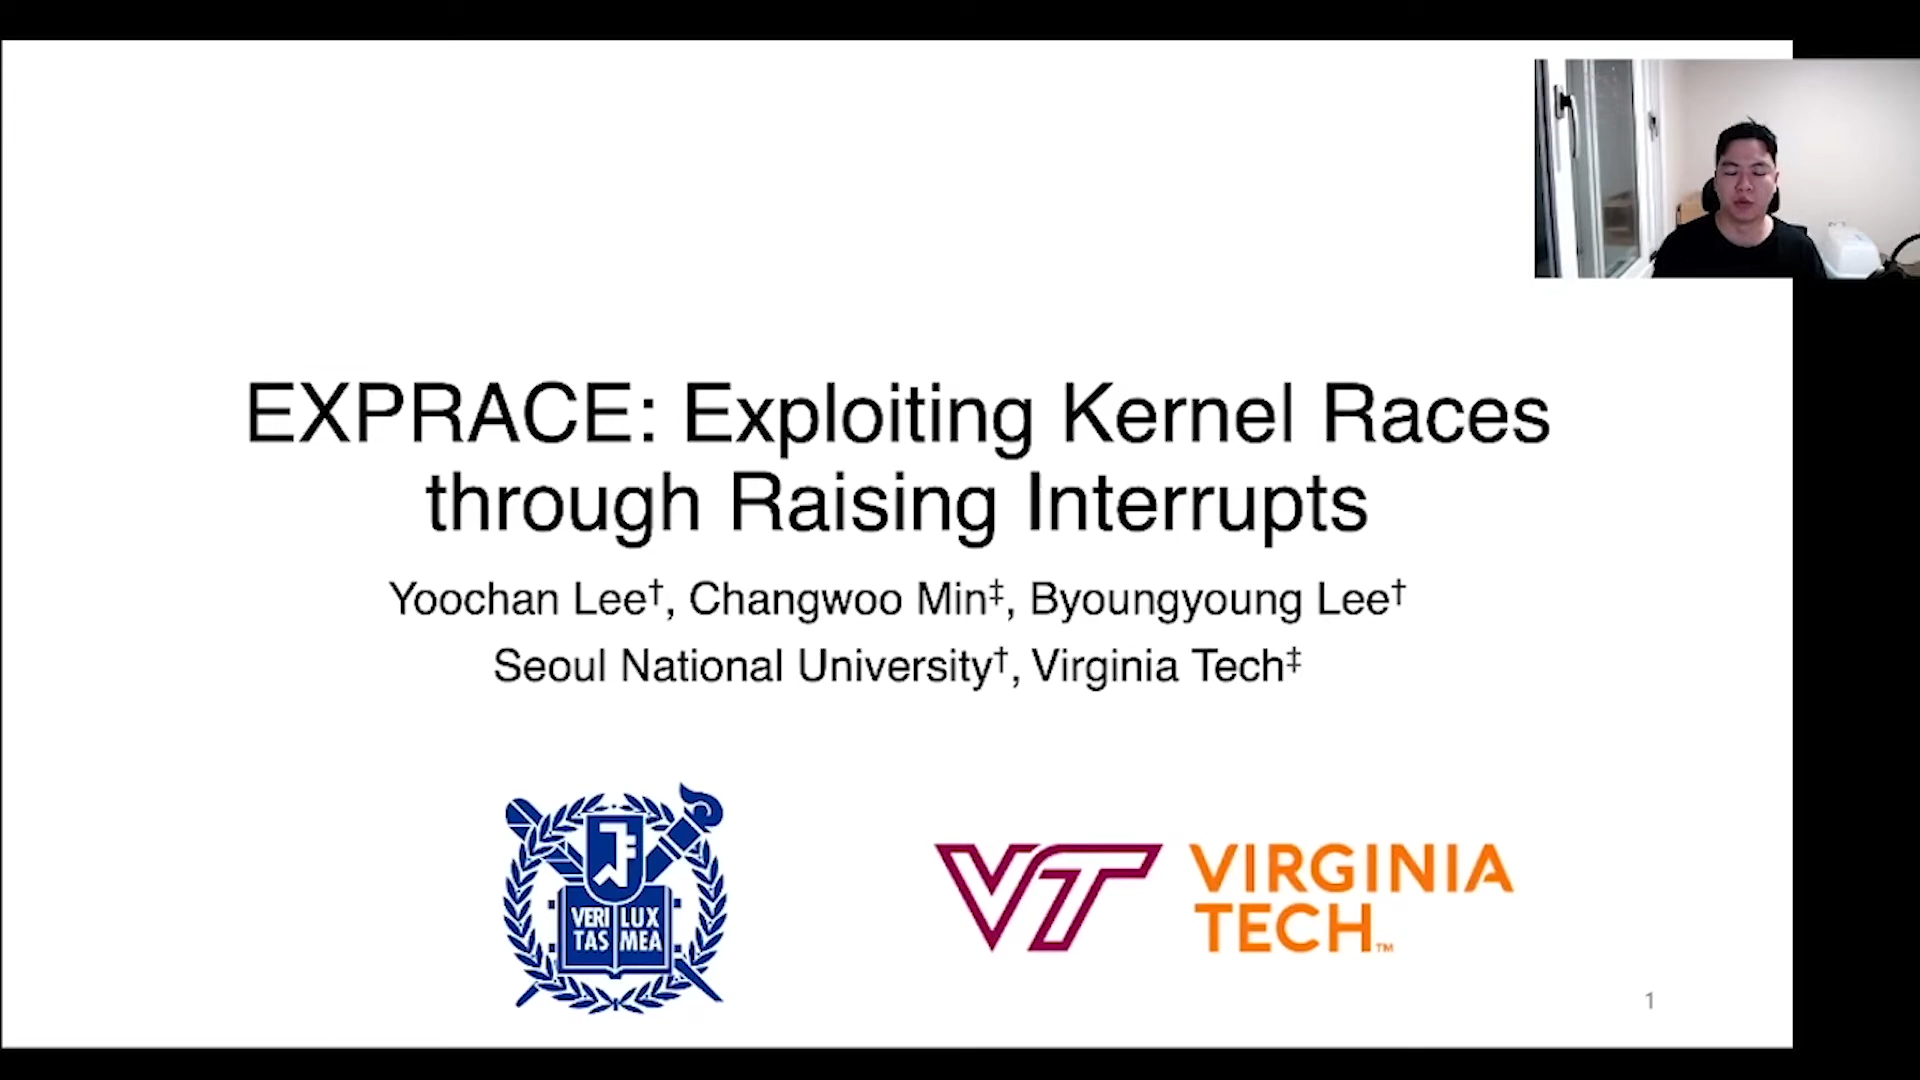 EXPRACE: Exploiting Kernel Races
through Raising Interrupts
Yoochan Lee†, Changwoo Min‡, Byoungyoung Lee†
Seoul National University†, Virginia Tech‡
VERI LUX
TAS MEA
VT VIRGINIA
TECH™
1